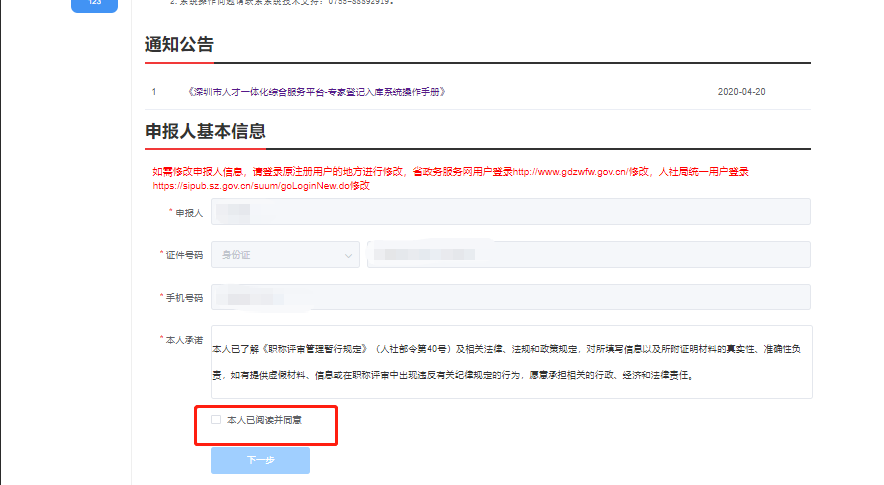 123
2.系统操作问题请联系系统技术支持：0755-88892919。
通知公告
1 《深圳市人才一体化综合服务平台-专家登记入库系统操作手册》 2020-04-20
申报人基本信息
如需修改申报人信息，请登录原注册用户的地方进行修改，省政务服务网用户登录http://www.gdzwfw.gov.cn/修改，人社局统一用户登录
https://sipub.sz.gov.cn/suum/goLoginNew.do修改
* 申报人
* 证件号码 身份证
* 手机号码
* 本人承诺
本人已了解《职称评审管理暂行规定》（人社部令第40号）及相关法律、法规和政策规定，对所填写信息以及所附证明材料的真实性、准确性负
责，如有提供虚假材料、信息或在职称评审中出现违反有关纪律规定的行为，愿意承担相关的行政、经济和法律责任。
本人已阅读并同意
下一步